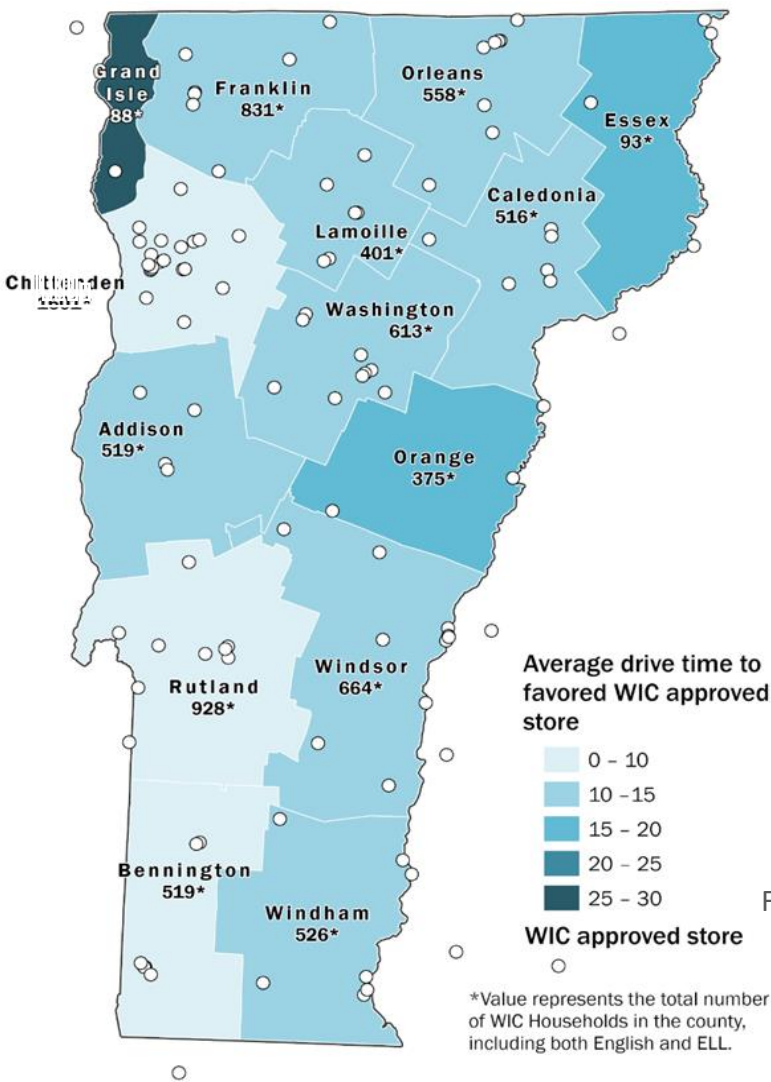 Grand
Isle
88*
Franklin
831*
Orleans
558*
Essex
93*
Caledonia
516*
Lamoille
401*
Chittenden
Washington
613*
Addison
519*
Orange
375*
Rutland
928*
Windsor
664*
Bennington
519*
Windham
526*
Average drive time to
favored WIC approved
store
0 – 10
10 –15
15 – 20
20 – 25
25 – 30
F
WIC approved store
*Value represents the total number
of WIC Households in the county,
including both English and ELL.